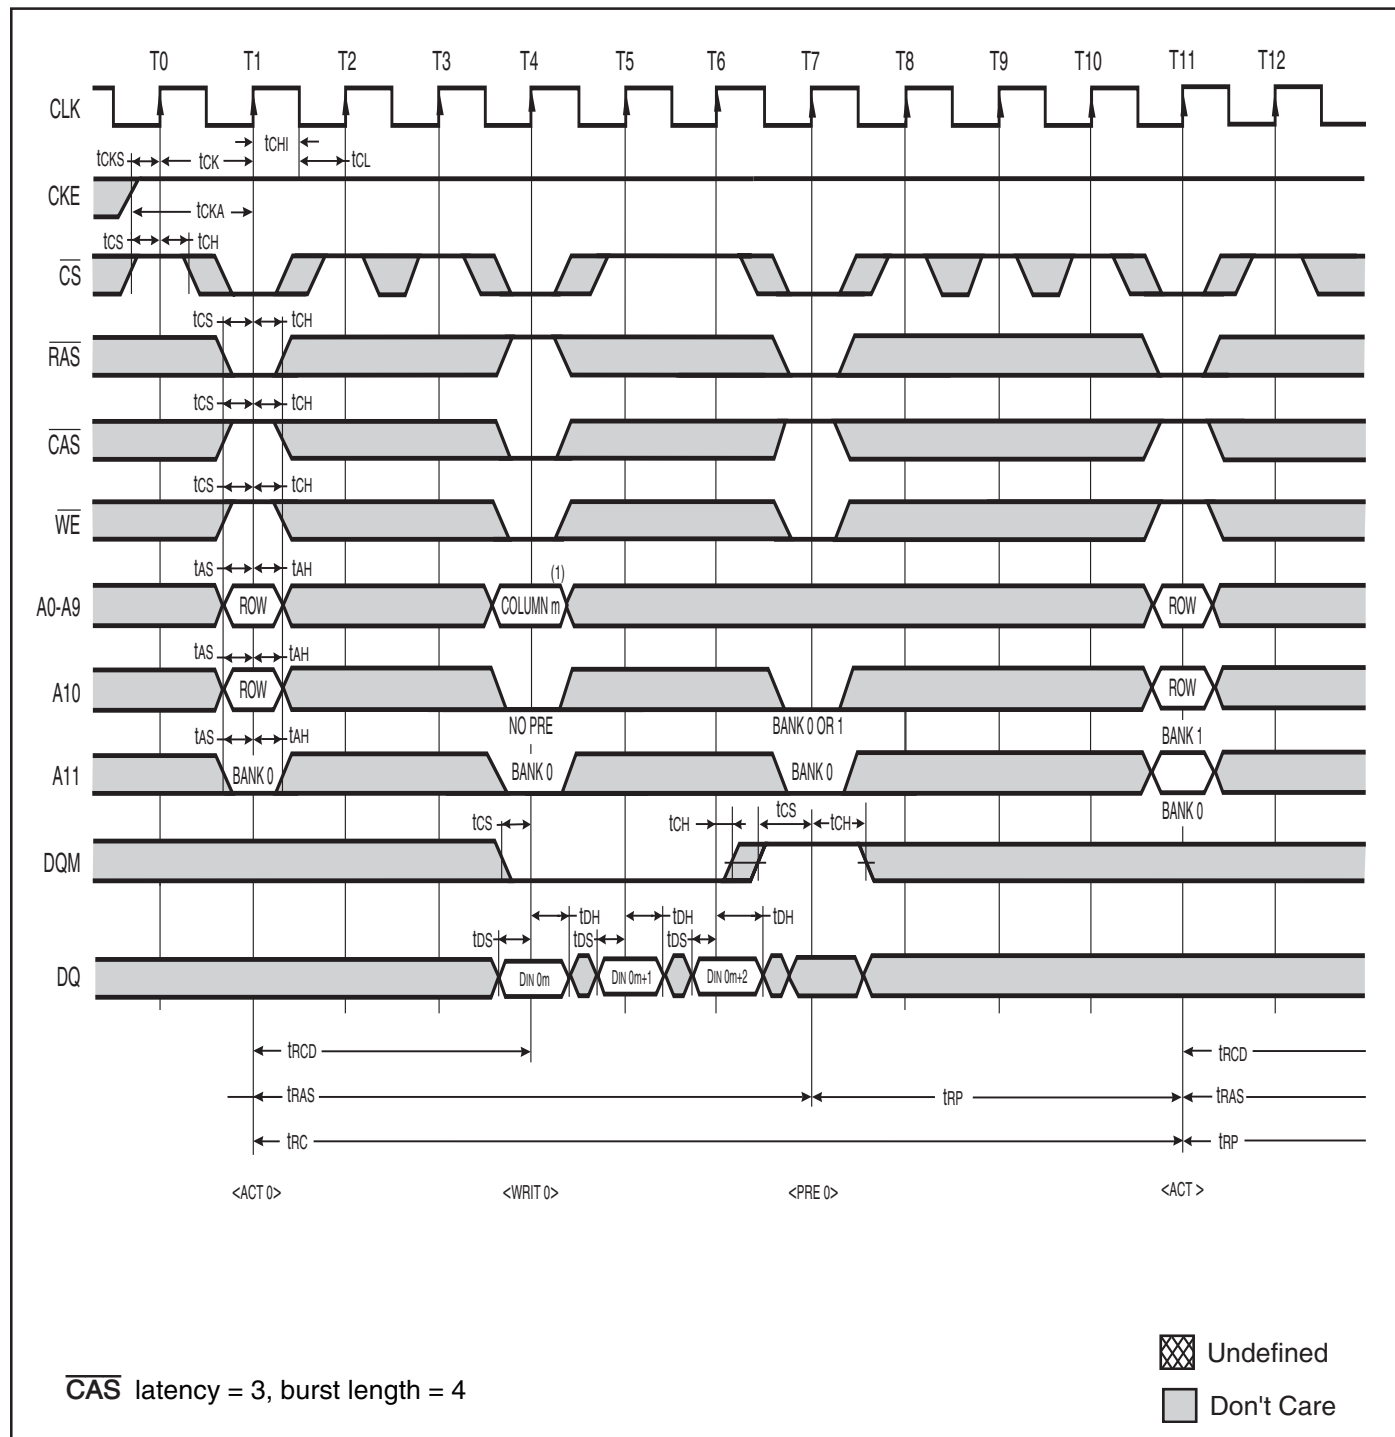 T0 T1 T2 T3 T4 T5 T6 T7 T8 T9 T10 T11 T12
CLK
tCHI
tCKS tCK tCL
CKE
tCKA
tCS tCH
CS
tCS tCH
RAS
tCS tCH
CAS
tCS tCH
WE
tAS tAH (1)
A0-A9 ROW COLUMN m ROW
tAS tAH
A10 ROW ROW
NO PRE BANK 0 OR 1 BANK 1
tAS tAH
A11 BANK 0 BANK 0 BANK 0
BANK 0
tCS tCH tCS tCH
DQM
tDH tDH tDH
tDS tDS tDS
DQ DIN 0m DIN 0m+1 DIN 0m+2
tRCD tRCD
tRAS tRP tRAS
tRC tRP
<ACT 0> <WRIT 0> <PRE 0> <ACT >
Undefined
CAS latency = 3, burst length = 4
Don't Care